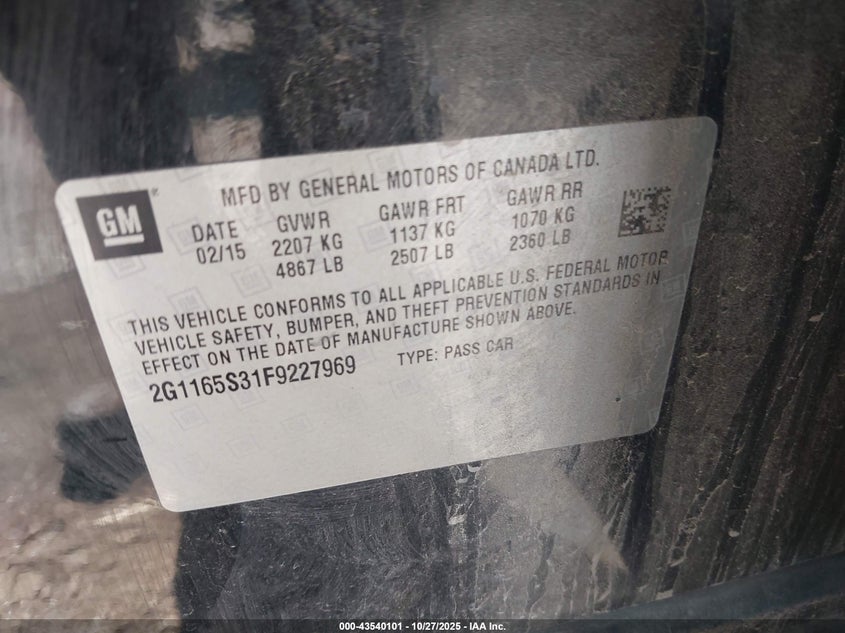 MFD BY GENERAL MOTORS OF CANADA LTD.
GM ®
DATE GVWR GAWR FRT GAWR RR
02/15 2207 KG 1137 KG 1070 KG
4867 LB 2507 LB 2360 LB
THIS VEHICLE CONFORMS TO ALL APPLICABLE U.S. FEDERAL MOTOR
VEHICLE SAFETY, BUMPER, AND THEFT PREVENTION STANDARDS IN
EFFECT ON THE DATE OF MANUFACTURE SHOWN ABOVE.
2G1165S31F9227969 TYPE: PASS CAR
000-43540101 - 10/27/2025 - IAA Inc.